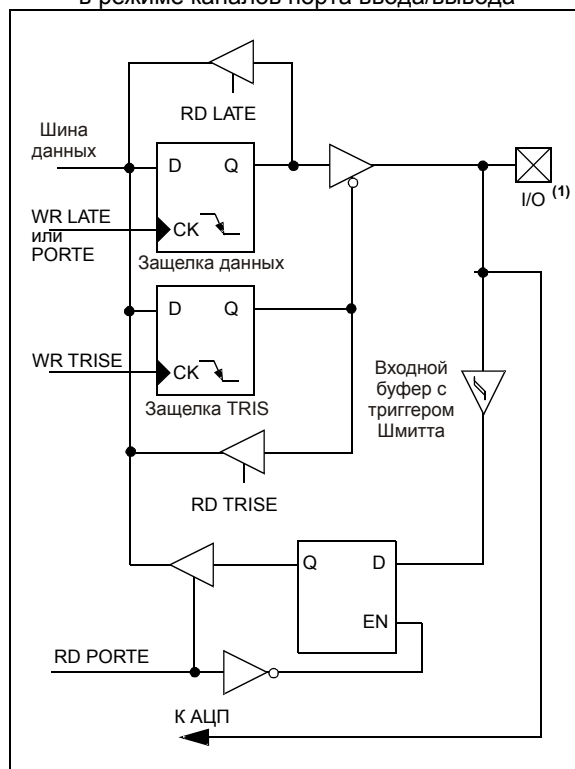 в режиме каналов порта ввода/вывода
RD LATE
Шина
данных
D Q
I/O (1)
WR LATE
или
PORTE
CK
Защелка данных
D Q
WR TRISE
CK
Защелка TRIS
Входной
буфер с
триггером
Шмитта
RD TRISE
Q D
EN
RD PORTE
К АЦП